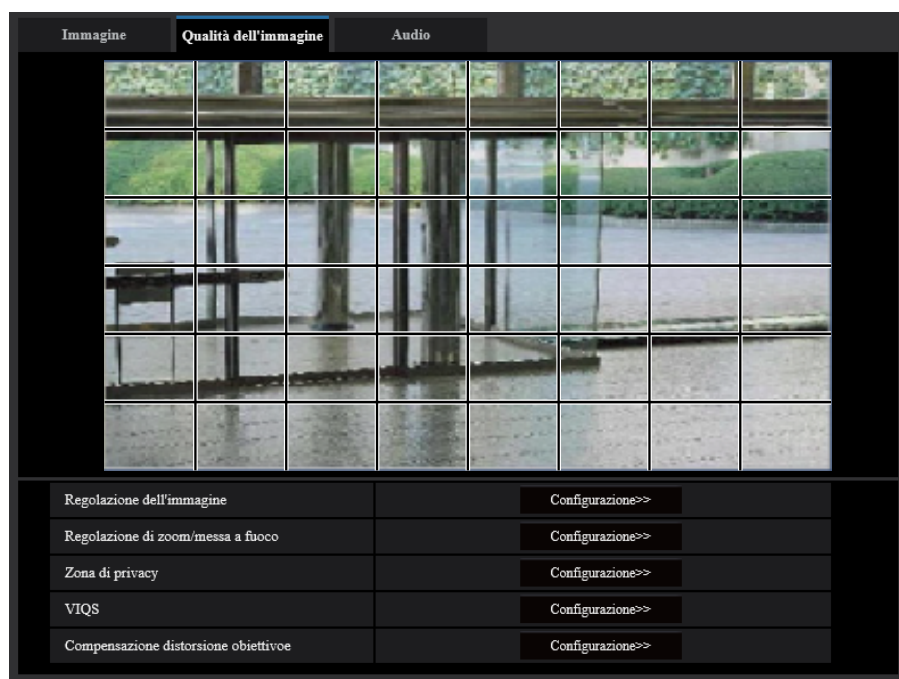 Immagine Qualità dell'immagine Audio
Regolazione dell'immagine Configurazione>>
Regolazione di zoom/messa a fuoco Configurazione>>
Zona di privacy Configurazione>>
VIQS Configurazione>>
Compensazione distorsione obiettivoe Configurazione>>